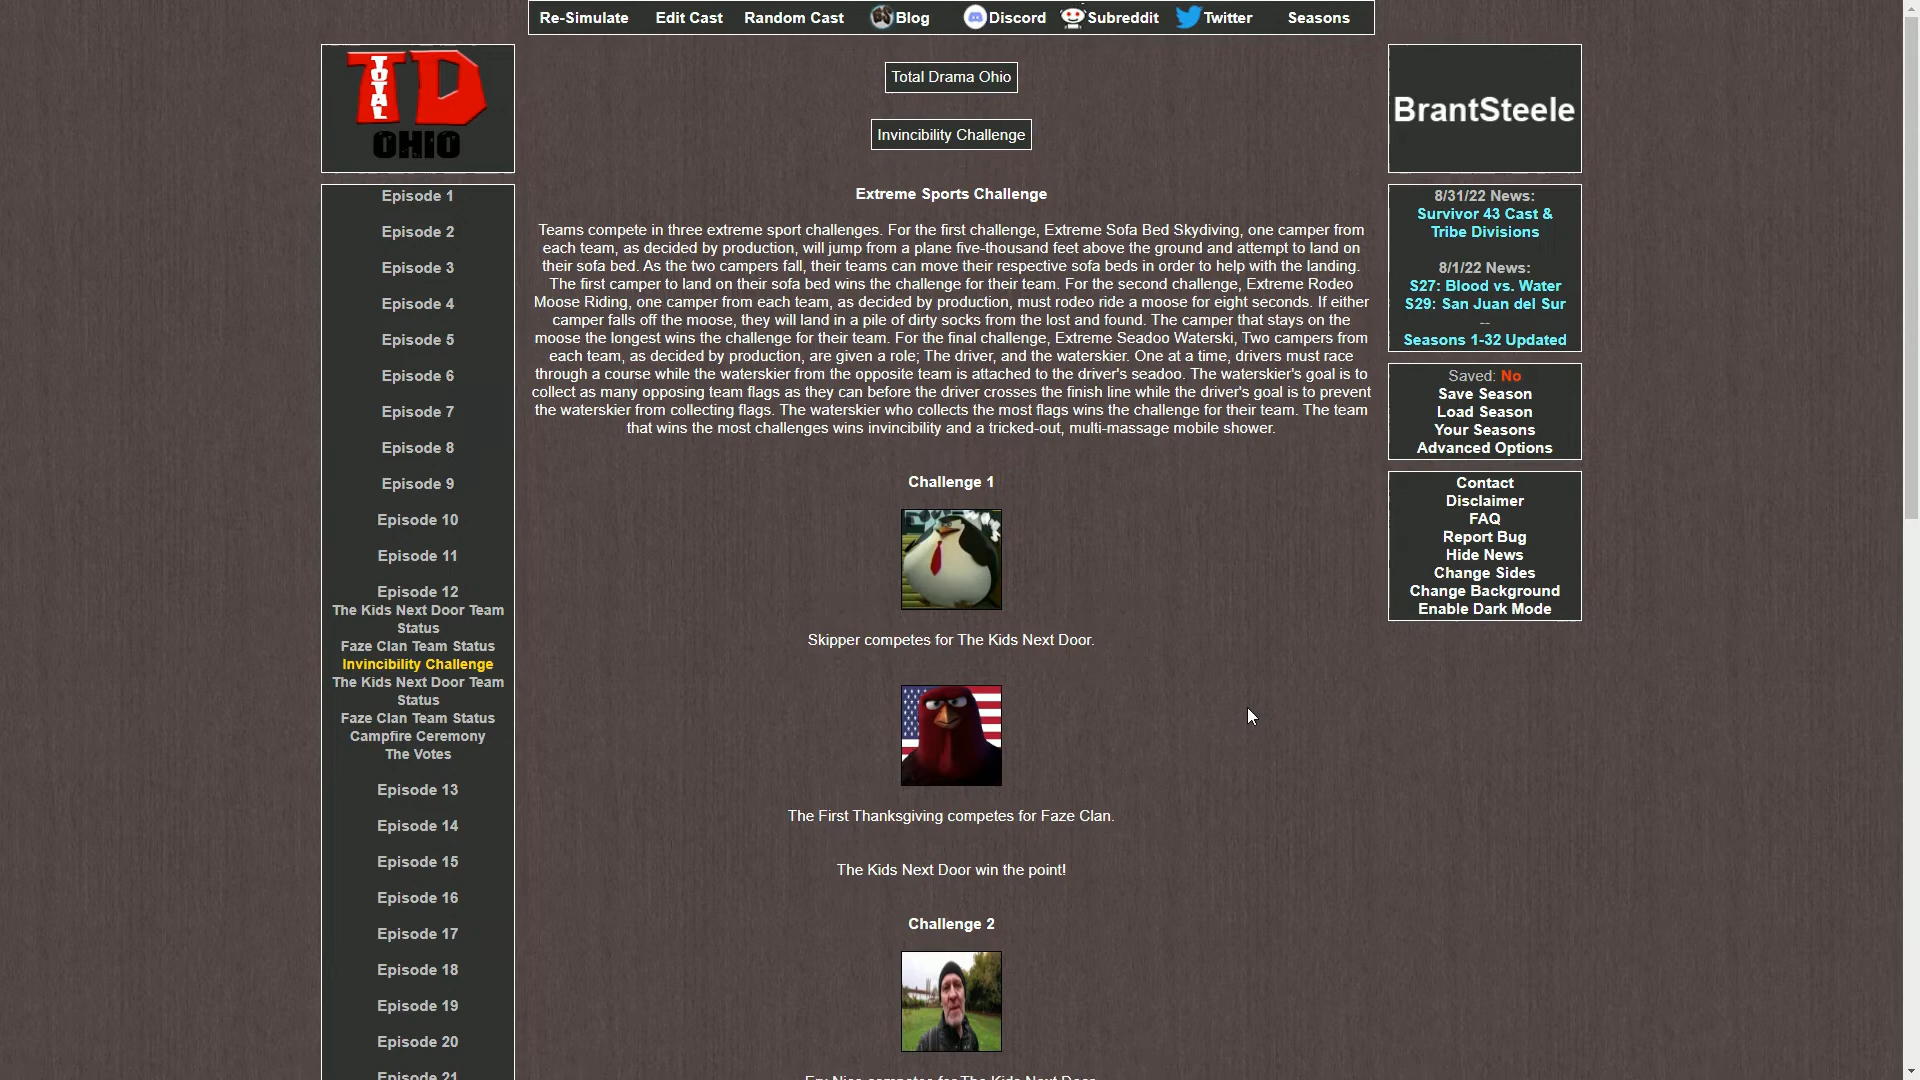 Re-Simulate Edit Cast Random Cast Blog Discord Subreddit Twitter Seasons
TD
TOTAL
OHIO
Episode 1
Episode 2
Episode 3
Episode 4
Episode 5
Episode 6
Episode 7
Episode 8
Episode 9
Episode 10
Episode 11
Episode 12
The Kids Next Door Team
Status
Faze Clan Team Status
Invincibility Challenge
The Kids Next Door Team
Status
Faze Clan Team Status
Campfire Ceremony
The Votes
Episode 13
Episode 14
Episode 15
Episode 16
Episode 17
Episode 18
Episode 19
Episode 20
Episode 21
Total Drama Ohio
Invincibility Challenge
Extreme Sports Challenge
Teams compete in three extreme sport challenges. For the first challenge, Extreme Sofa Bed Skydiving, one camper from
each team, as decided by production, will jump from a plane five-thousand feet above the ground and attempt to land on
their sofa bed. As the two campers fall, their teams can move their respective sofa beds in order to help with the landing.
The first camper to land on their sofa bed wins the challenge for their team. For the second challenge, Extreme Rodeo
Moose Riding, one camper from each team, as decided by production, must rodeo ride a moose for eight seconds. If either
camper falls off the moose, they will land in a pile of dirty socks from the lost and found. The camper that stays on the
moose the longest wins the challenge for their team. For the final challenge, Extreme Seadoo Waterski, Two campers from
each team, as decided by production, are given a role; The driver, and the waterskier. One at a time, drivers must race
through a course while the waterskier from the opposite team is attached to the driver's seadoo. The waterskier's goal is to
collect as many opposing team flags as they can before the driver crosses the finish line while the driver's goal is to prevent
the waterskier from collecting flags. The waterskier who collects the most flags wins the challenge for their team. The team
that wins the most challenges wins invincibility and a tricked-out, multi-massage mobile shower.
Challenge 1
Skipper competes for The Kids Next Door.
The First Thanksgiving competes for Faze Clan.
The Kids Next Door win the point!
Challenge 2
competes for The Kids Next Door.
BrantSteele
8/31/22 News:
Survivor 43 Cast &
Tribe Divisions
8/1/22 News:
S27: Blood vs. Water
S29: San Juan del Sur
--
Seasons 1-32 Updated
Saved: No
Save Season
Load Season
Your Seasons
Advanced Options
Contact
Disclaimer
FAQ
Report Bug
Hide News
Change Sides
Change Background
Enable Dark Mode